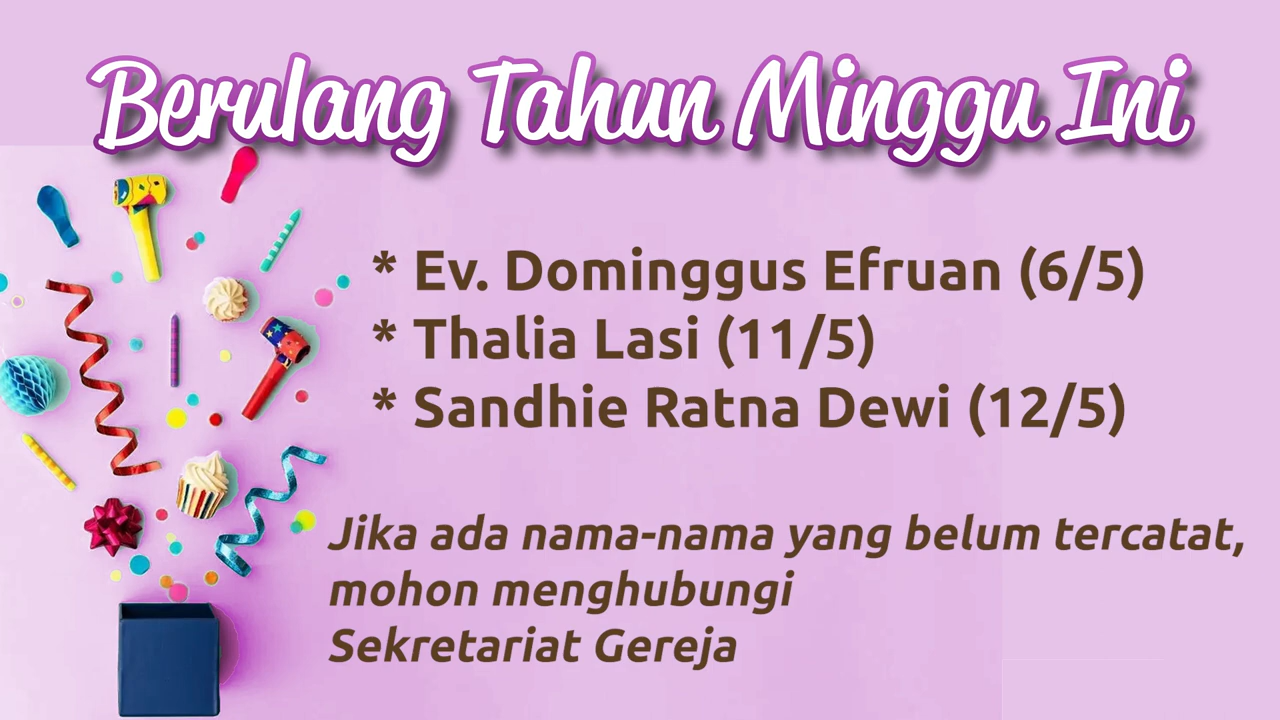 Berulang Tahun Minggu Ini
* Ev. Dominggus Efruan (6/5)
* Thalia Lasi (11/5)
* Sandhie Ratna Dewi (12/5)
Jika ada nama-nama yang belum tercatat,
mohon menghubungi
Sekretariat Gereja